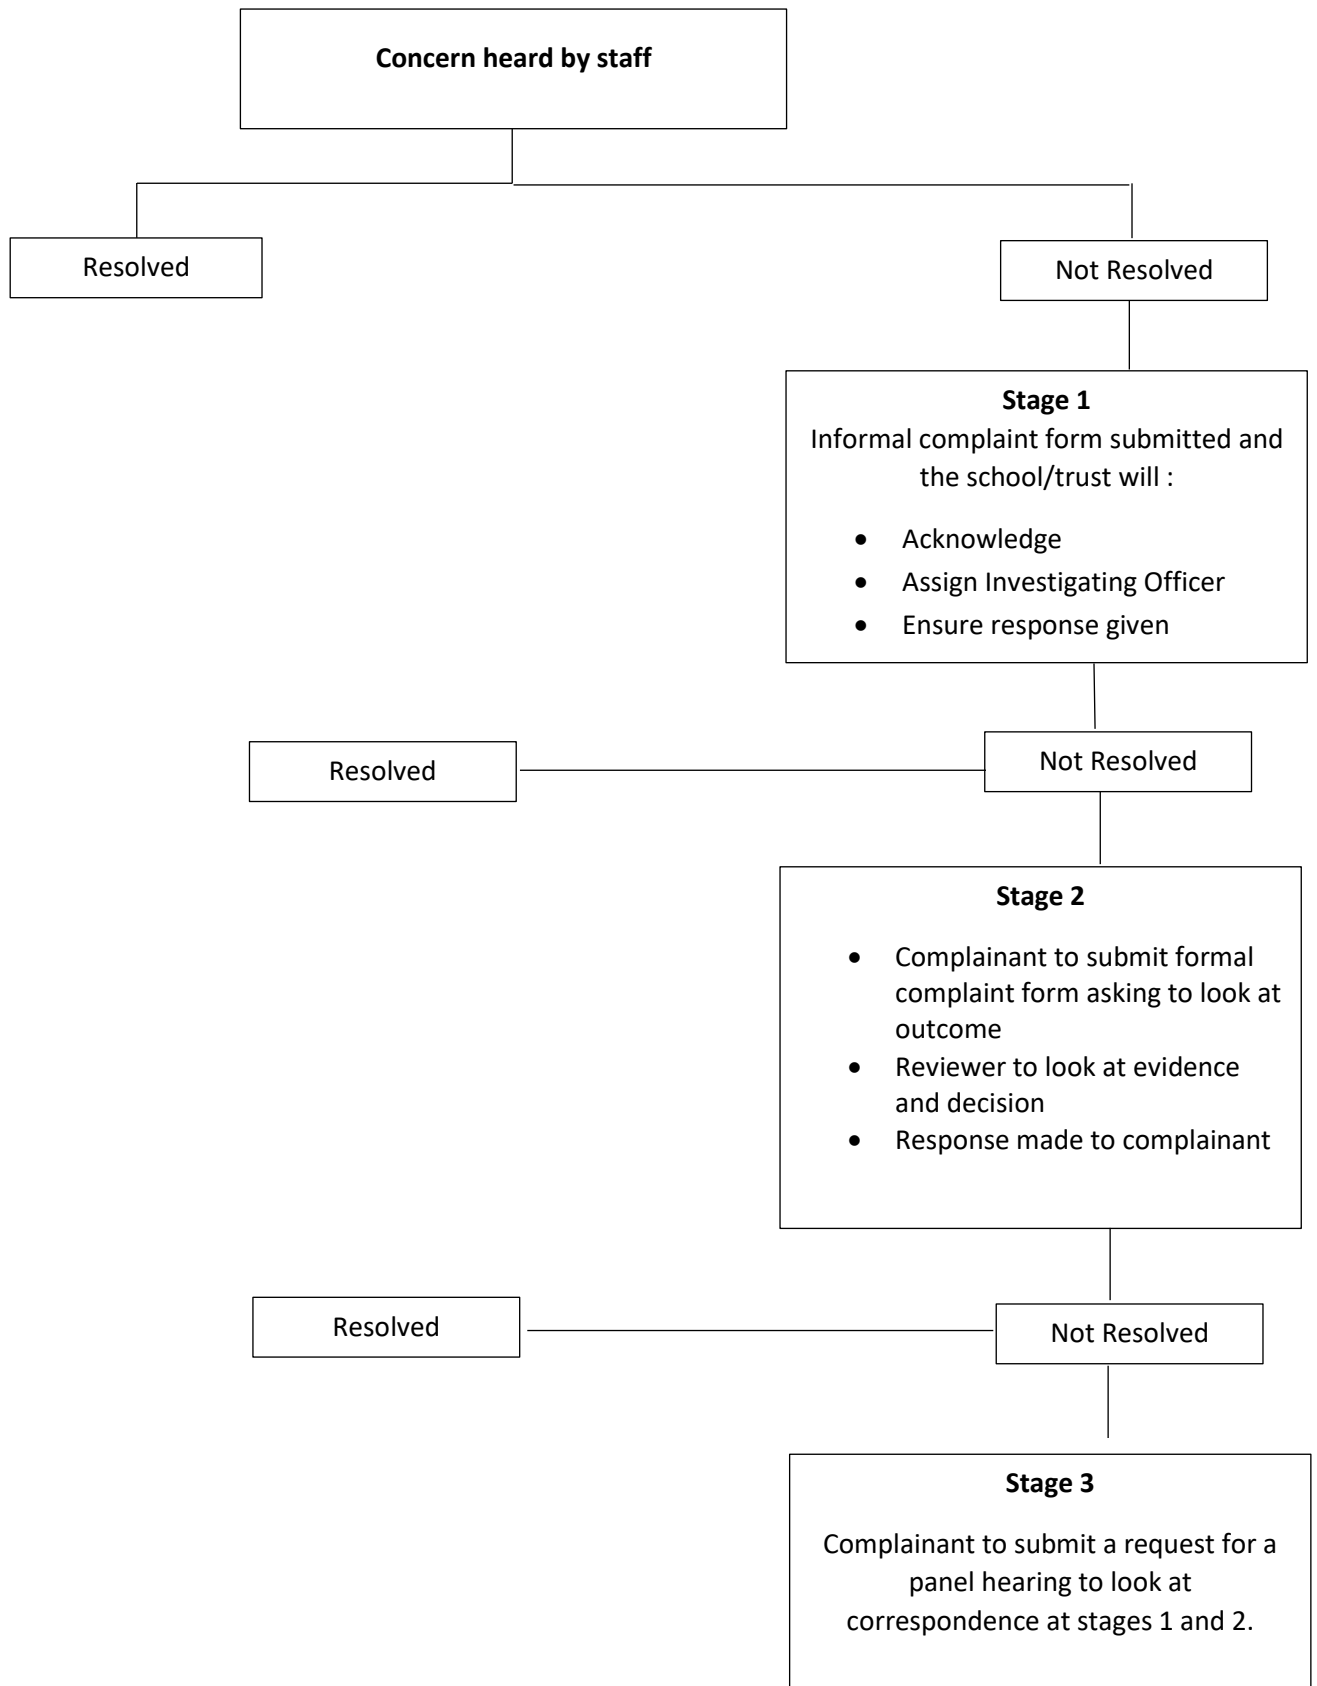 Concern heard by staff
Resolved
Not Resolved
Stage 1
Informal complaint form submitted and
the school/trust will :
• Acknowledge
• Assign Investigating Officer
• Ensure response given
Resolved
Not Resolved
Stage 2
• Complainant to submit formal
complaint form asking to look at
outcome
• Reviewer to look at evidence
and decision
• Response made to complainant
Resolved
Not Resolved
Stage 3
Complainant to submit a request for a
panel hearing to look at
correspondence at stages 1 and 2.